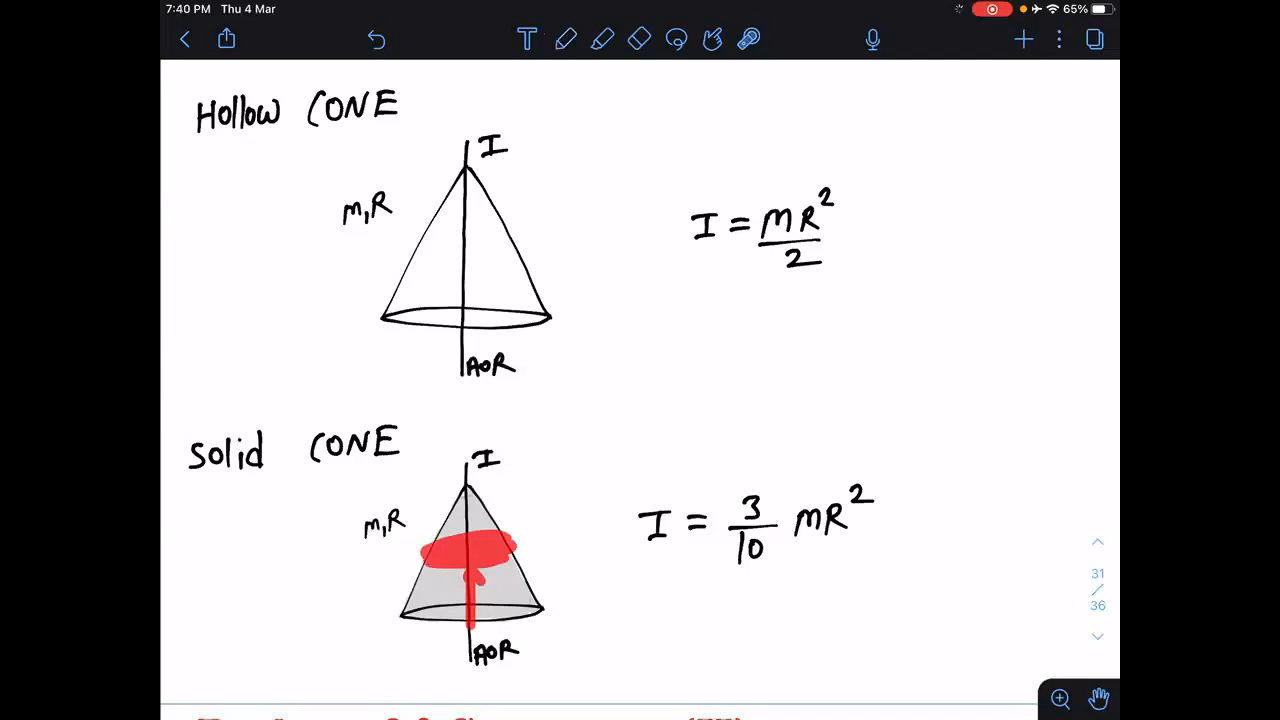 7:40 PM Thu 4 Mar
65%
T
Hollow CONE
I
m,R
I = mR²/2
AOR
Solid CONE
I
m,R
I = 3/10 mR²
31
/
36
AOR